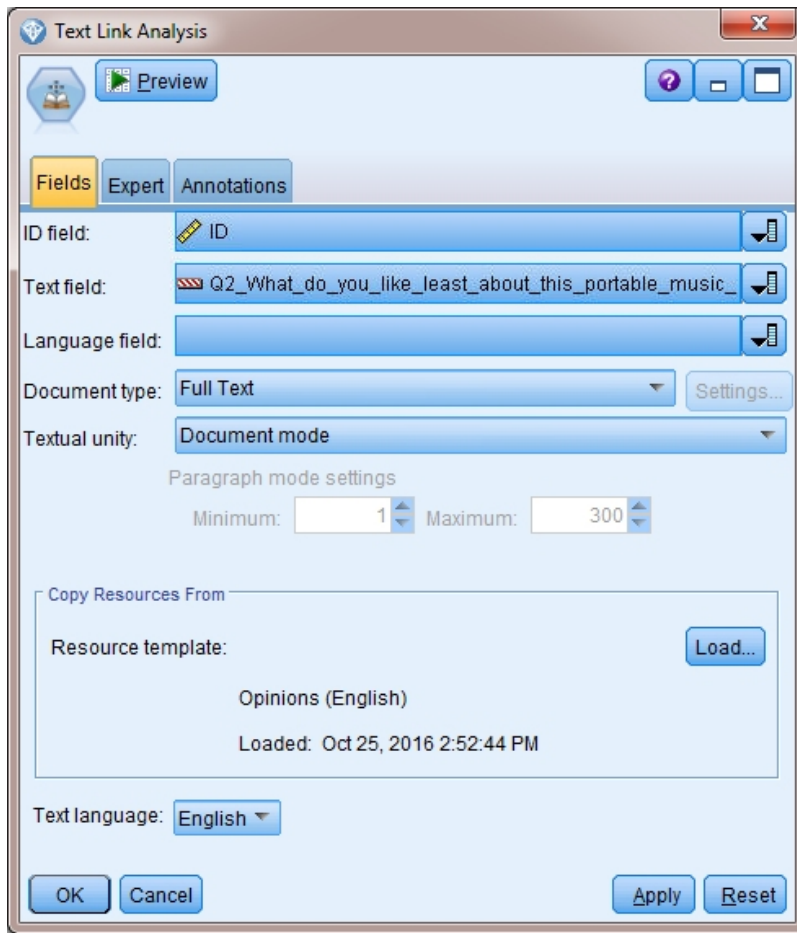 Text Link Analysis
Preview
Fields Expert Annotations
ID field: ID
Text field: Q2_What_do_you_like_least_about_this_portable_music_
Language field:
Document type: Full Text Settings...
Textual unity: Document mode
Paragraph mode settings
Minimum: 1 Maximum: 300
Copy Resources From
Resource template: Load...
Opinions (English)
Loaded: Oct 25, 2016 2:52:44 PM
Text language: English
OK Cancel Apply Reset